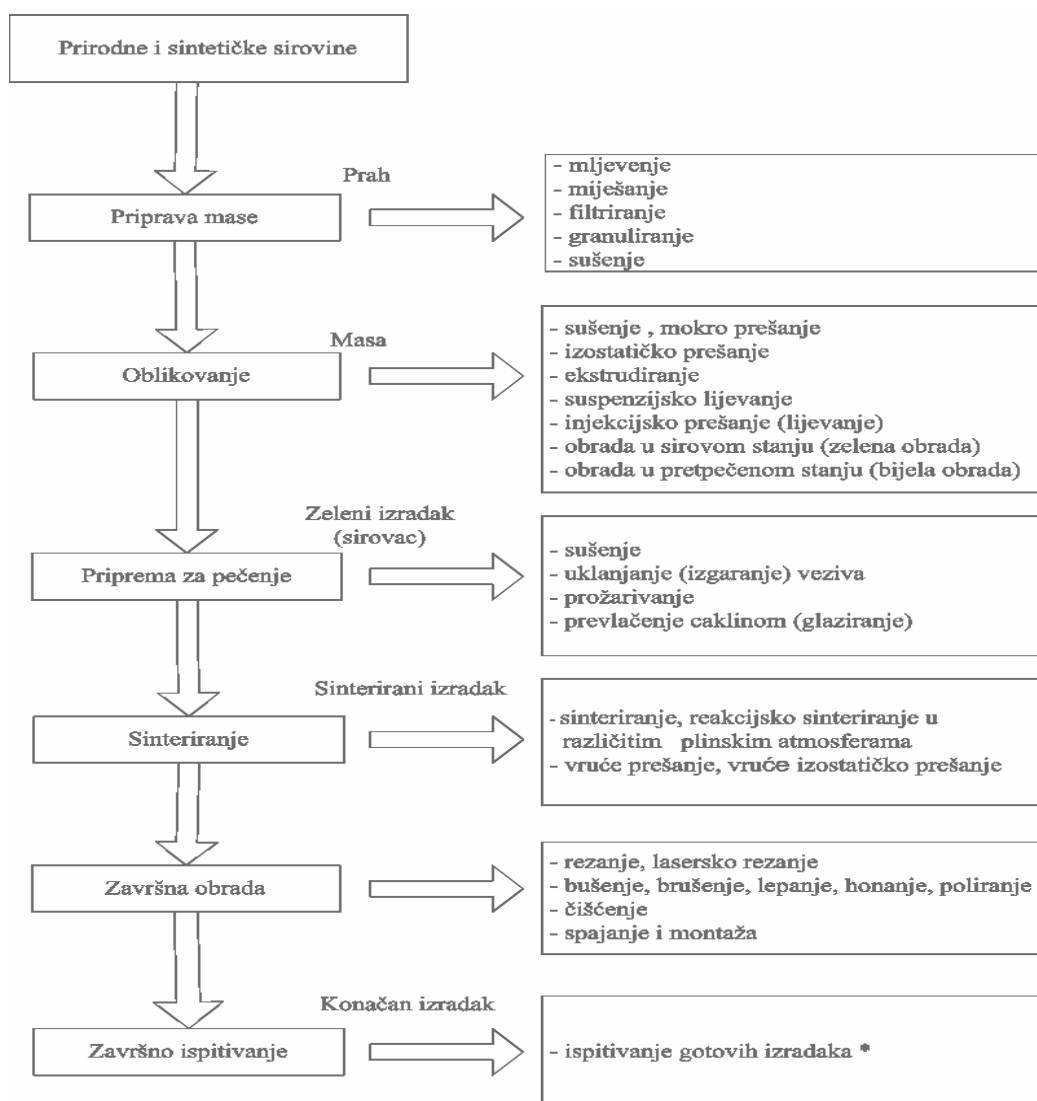 Prirodne i sintetičke sirovine
Prah
Priprava mase
- mljevenje
- miješanje
- filtriranje
- granuliranje
- sušenje
Masa
Oblikovanje
- sušenje , mokro prešanje
- izostatičko prešanje
- ekstrudiranje
- suspenzijsko lijevanje
- injekcijsko prešanje (lijevanje)
- obrada u sirovom stanju (zelena obrada)
- obrada u pretpečenom stanju (bijela obrada)
Zeleni izradak
(sirovac)
Priprema za pečenje
- sušenje
- uklanjanje (izgaranje) veziva
- prožarivanje
- prevlačenje caklinom (glaziranje)
Sinterirani izradak
Sinteriranje
- sinteriranje, reakcijsko sinteriranje u
različitim plinskim atmosferama
- vruće prešanje, vruće izostatičko prešanje
Završna obrada
- rezanje, lasersko rezanje
- bušenje, brušenje, lepanje, honanje, poliranje
- čišćenje
- spajanje i montaža
Konačan izradak
Završno ispitivanje
- ispitivanje gotovih izradaka *